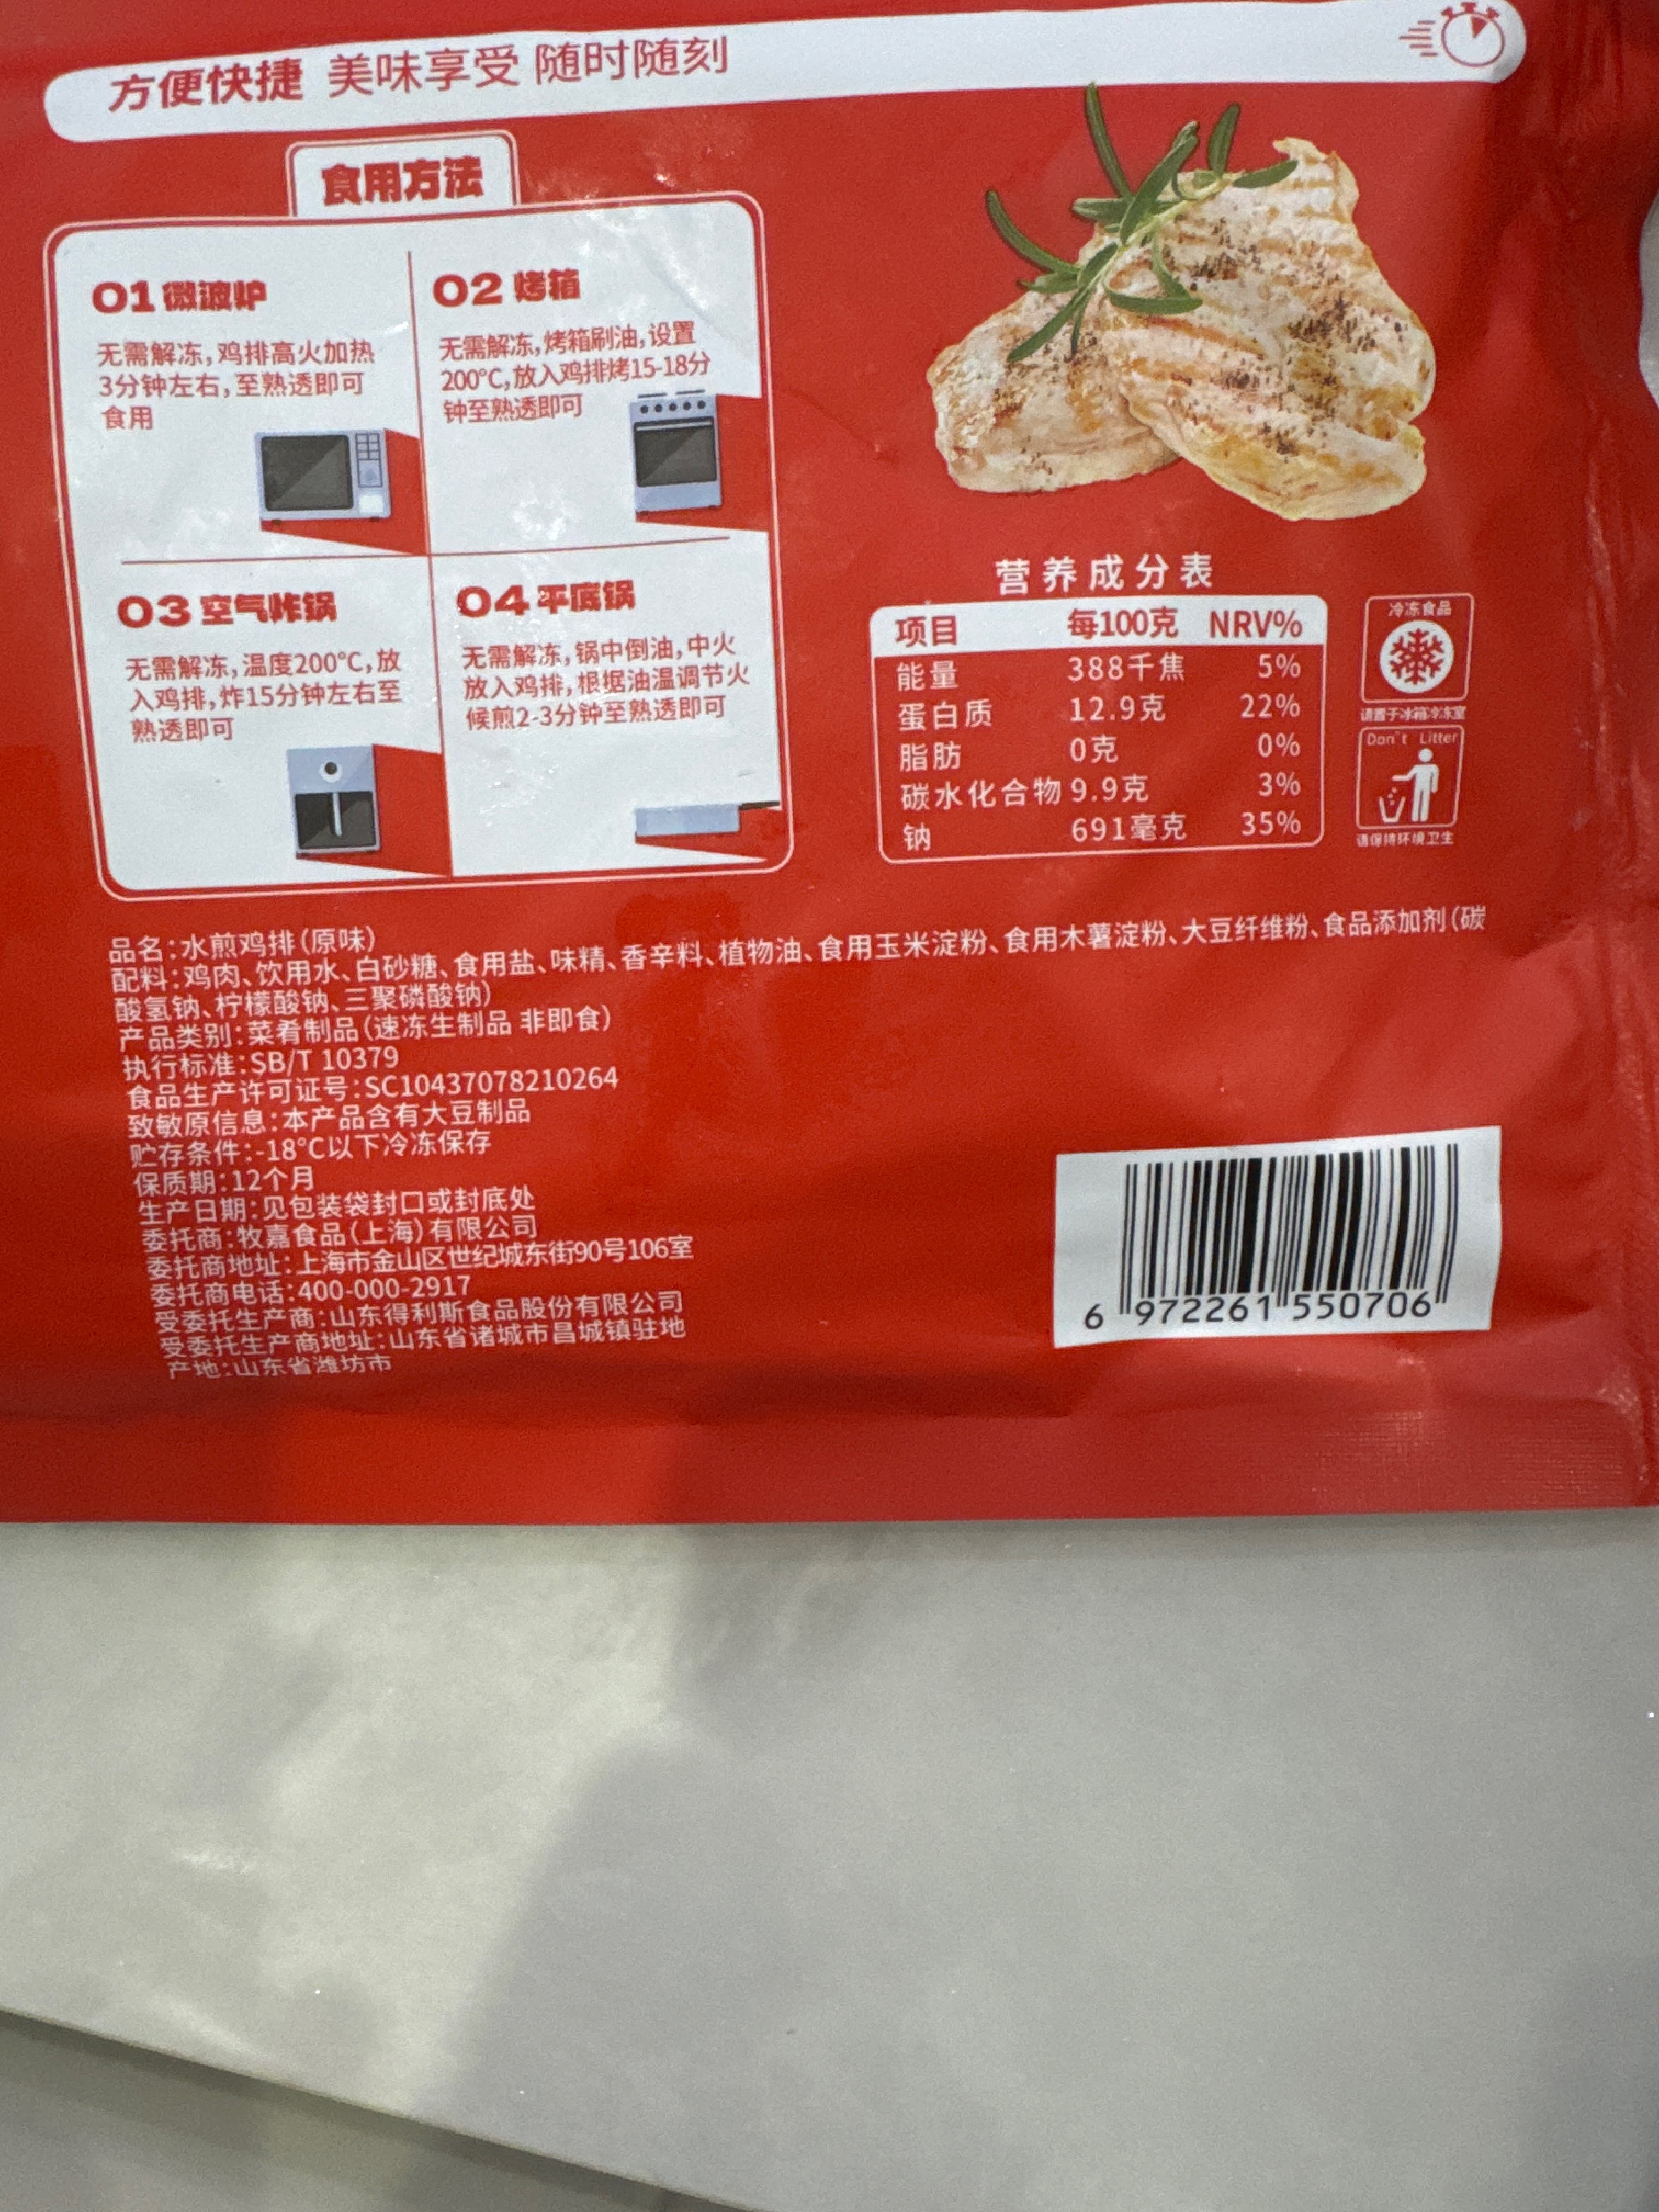 方便快捷 美味享受 随时随刻
食用方法
01 微波炉
无需解冻,鸡排高火加热
3分钟左右,至熟透即可
食用
02 烤箱
无需解冻,烤箱刷油,设置
200°C,放入鸡排烤15-18分
钟至熟透即可
03 空气炸锅
无需解冻,温度200°C,放
入鸡排,炸15分钟左右至
熟透即可
04 平底锅
无需解冻,锅中倒油,中火
放入鸡排,根据油温调节火
候煎2-3分钟至熟透即可
营养成分表
项目 每100克 NRV%
能量 388千焦 5%
蛋白质 12.9克 22%
脂肪 0克 0%
碳水化合物 9.9克 3%
钠 691毫克 35%
冷冻食品
请置于冰箱冷冻室
Don't Litter
请保持环境卫生
品名:水煎鸡排(原味)
配料:鸡肉、饮用水、白砂糖、食用盐、味精、香辛料、植物油、食用玉米淀粉、食用木薯淀粉、大豆纤维粉、食品添加剂(碳
酸氢钠、柠檬酸钠、三聚磷酸钠)
产品类别:菜肴制品(速冻生制品 非即食)
执行标准:SB/T 10379
食品生产许可证号:SC10437078210264
致敏原信息:本产品含有大豆制品
贮存条件:-18°C以下冷冻保存
保质期:12个月
生产日期:见包装袋封口或封底处
委托商:牧嘉食品(上海)有限公司
委托商地址:上海市金山区世纪城东街90号106室
委托商电话:400-000-2917
受委托生产商:山东得利斯食品股份有限公司
受委托生产商地址:山东省诸城市昌城镇驻地
产地:山东省潍坊市
6 972261 550706